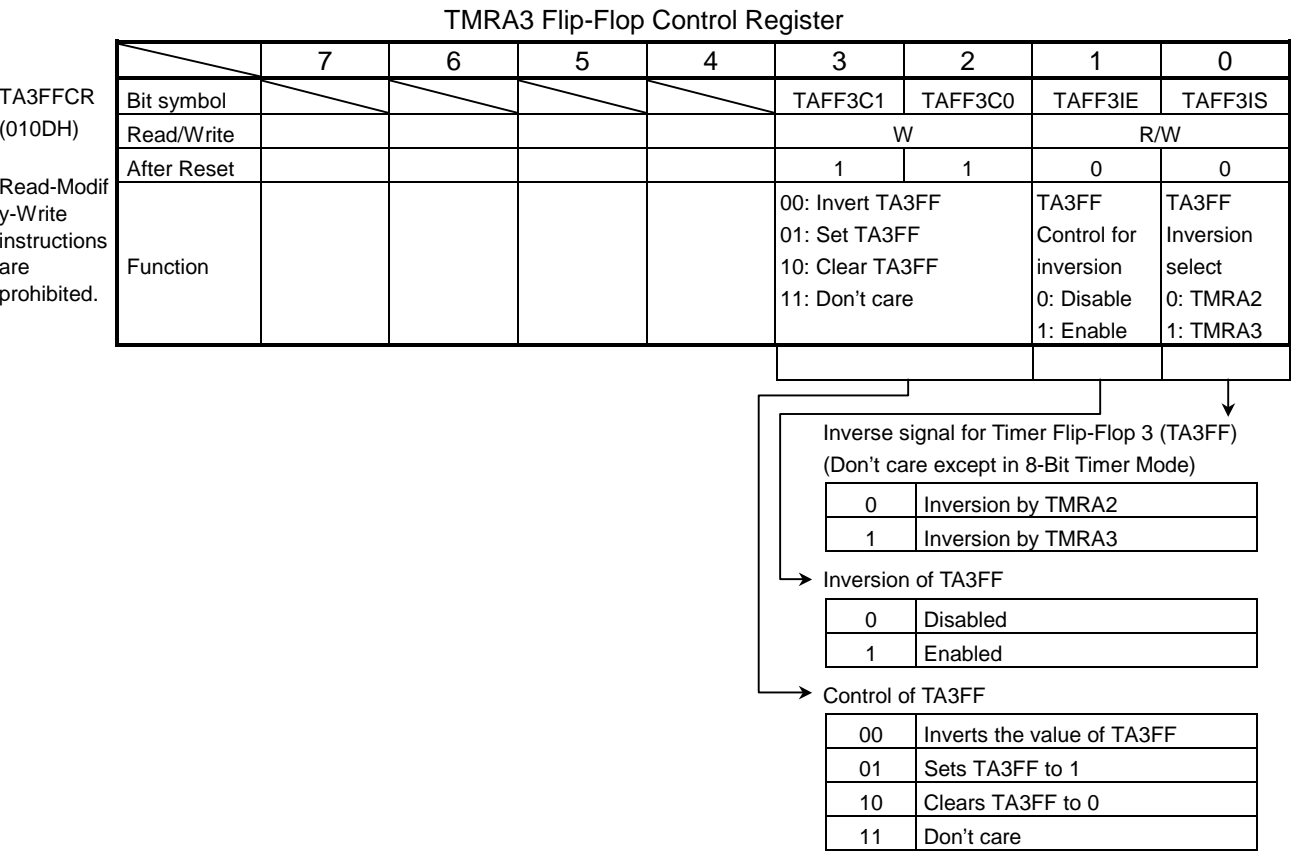 TMRA3 Flip-Flop Control Register
7 6 5 4 3 2 1 0
TA3FFCR
(010DH)
Read-Modif
y-Write
instructions
are
prohibited.
Bit symbol TAFF3C1 TAFF3C0 TAFF3IE TAFF3IS
Read/Write W R/W
After Reset 1 1 0 0
Function
00: Invert TA3FF
01: Set TA3FF
10: Clear TA3FF
11: Don't care
TA3FF
Control for
inversion
0: Disable
1: Enable
TA3FF
Inversion
select
0: TMRA2
1: TMRA3
Inverse signal for Timer Flip-Flop 3 (TA3FF)
(Don't care except in 8-Bit Timer Mode)
0 Inversion by TMRA2
1 Inversion by TMRA3
Inversion of TA3FF
0 Disabled
1 Enabled
Control of TA3FF
00 Inverts the value of TA3FF
01 Sets TA3FF to 1
10 Clears TA3FF to 0
11 Don't care